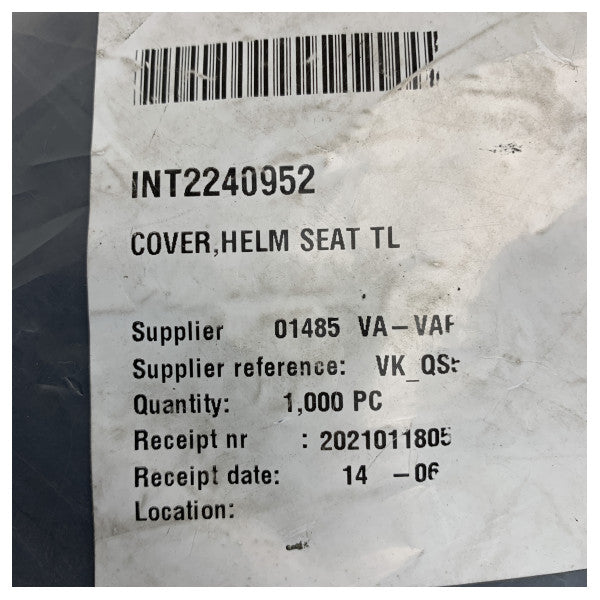 INT2240952
COVER,HELM SEAT TL
Supplier 01485 VA-VAR
Supplier reference: VK_QS
Quantity: 1,000 PC
Receipt nr : 2021011805
Receipt date: 14 -06
Location: